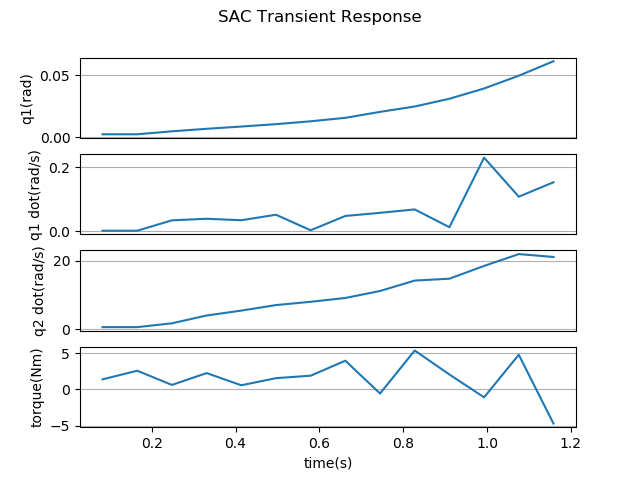 SAC Transient Response
q1(rad)
0.05
0.00
q1 dot(rad/s)
0.2
0.0
q2 dot(rad/s)
20
0
torque(Nm)
5
0
−5
0.2 0.4 0.6 0.8 1.0 1.2
time(s)